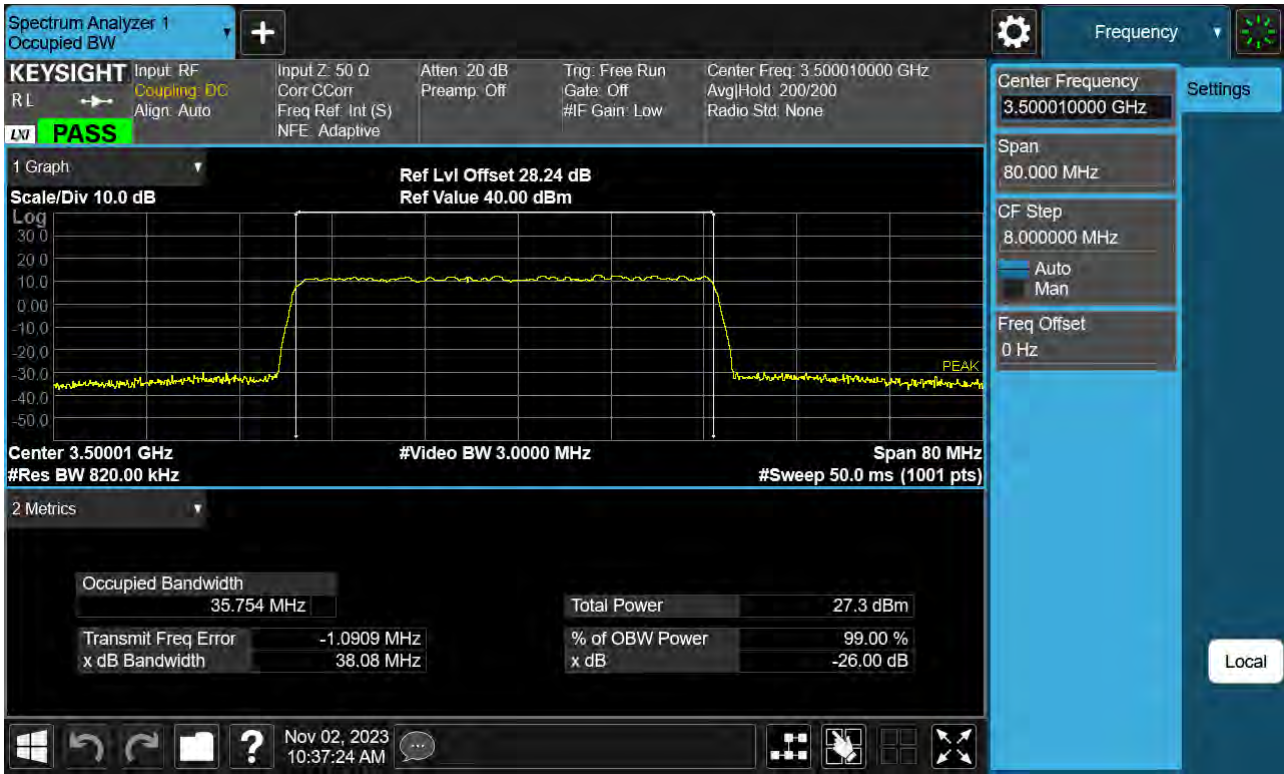 Spectrum Analyzer 1
Occupied BW
+
Frequency
KEYSIGHT
RL
LXI PASS
Input: RF
Coupling: DC
Align: Auto
Input Z: 50 Ω
Corr CCorr
Freq Ref: Int (S)
NFE: Adaptive
Atten: 20 dB
Preamp: Off
Trig: Free Run
Gate: Off
#IF Gain: Low
Center Freq: 3.500010000 GHz
Avg|Hold: 200/200
Radio Std: None
Center Frequency
3.500010000 GHz
Settings
Span
80.000 MHz
CF Step
8.000000 MHz
Auto
Man
Freq Offset
0 Hz
1 Graph
Scale/Div 10.0 dB
Ref Lvl Offset 28.24 dB
Ref Value 40.00 dBm
Log
30.0
20.0
10.0
0.00
-10.0
-20.0
-30.0
-40.0
-50.0
PEAK
Center 3.50001 GHz
#Video BW 3.0000 MHz
Span 80 MHz
#Res BW 820.00 kHz
#Sweep 50.0 ms (1001 pts)
2 Metrics
Occupied Bandwidth
35.754 MHz
Total Power 27.3 dBm
Transmit Freq Error -1.0909 MHz
% of OBW Power 99.00 %
x dB Bandwidth 38.08 MHz
x dB -26.00 dB
Local
?
Nov 02, 2023
10:37:24 AM